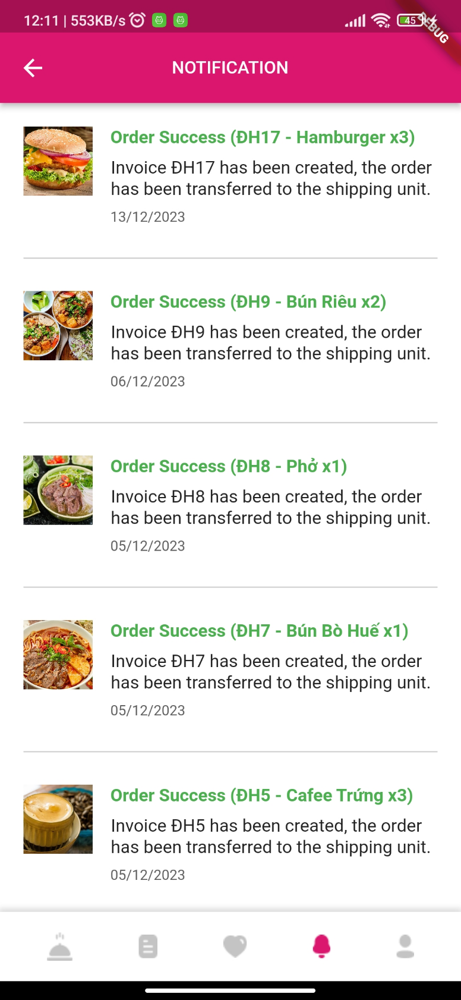 12:11 | 553KB/s
45
DEBUG
NOTIFICATION
Order Success (ĐH17 - Hamburger x3)
Invoice ĐH17 has been created, the order
has been transferred to the shipping unit.
13/12/2023
Order Success (ĐH9 - Bún Riêu x2)
Invoice ĐH9 has been created, the order
has been transferred to the shipping unit.
06/12/2023
Order Success (ĐH8 - Phở x1)
Invoice ĐH8 has been created, the order
has been transferred to the shipping unit.
05/12/2023
Order Success (ĐH7 - Bún Bò Huế x1)
Invoice ĐH7 has been created, the order
has been transferred to the shipping unit.
05/12/2023
Order Success (ĐH5 - Cafee Trứng x3)
Invoice ĐH5 has been created, the order
has been transferred to the shipping unit.
05/12/2023